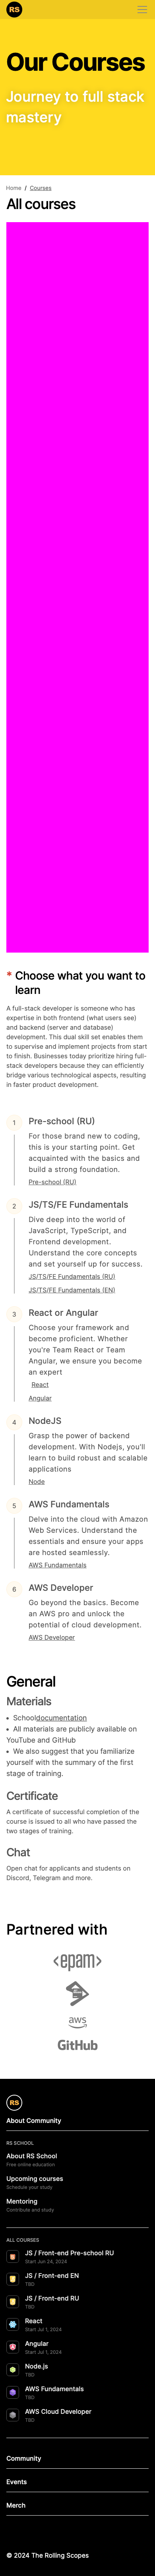 RS
Our Courses
Journey to full stack
mastery
Home / Courses
All courses
* Choose what you want to
learn
A full-stack developer is someone who has
expertise in both frontend (what users see)
and backend (server and database)
development. This dual skill set enables them
to supervise and implement projects from start
to finish. Businesses today prioritize hiring full-
stack developers because they can efficiently
bridge various technological aspects, resulting
in faster product development.
1
Pre-school (RU)
For those brand new to coding,
this is your starting point. Get
acquainted with the basics and
build a strong foundation.
Pre-school (RU)
2
JS/TS/FE Fundamentals
Dive deep into the world of
JavaScript, TypeScript, and
Frontend development.
Understand the core concepts
and set yourself up for success.
JS/TS/FE Fundamentals (RU)
JS/TS/FE Fundamentals (EN)
3
React or Angular
Choose your framework and
become proficient. Whether
you're Team React or Team
Angular, we ensure you become
an expert
React
Angular
4
NodeJS
Grasp the power of backend
development. With Nodejs, you'll
learn to build robust and scalable
applications
Node
5
AWS Fundamentals
Delve into the cloud with Amazon
Web Services. Understand the
essentials and ensure your apps
are hosted seamlessly.
AWS Fundamentals
6
AWS Developer
Go beyond the basics. Become
an AWS pro and unlock the
potential of cloud development.
AWS Developer
General
Materials
• Schooldocumentation
• All materials are publicly available on
YouTube and GitHub
• We also suggest that you familiarize
yourself with the summary of the first
stage of training.
Certificate
A certificate of successful completion of the
course is issued to all who have passed the
two stages of training.
Chat
Open chat for applicants and students on
Discord, Telegram and more.
Partnered with
<epam>
aws
GitHub
RS
About Community
RS SCHOOL
About RS School
Free online education
Upcoming courses
Schedule your study
Mentoring
Contribute and study
ALL COURSES
JS / Front-end Pre-school RU
Start Jun 24, 2024
JS / Front-end EN
TBD
JS / Front-end RU
TBD
React
Start Jul 1, 2024
Angular
Start Jul 1, 2024
Node.js
TBD
AWS Fundamentals
TBD
AWS Cloud Developer
TBD
Community
Events
Merch
© 2024 The Rolling Scopes